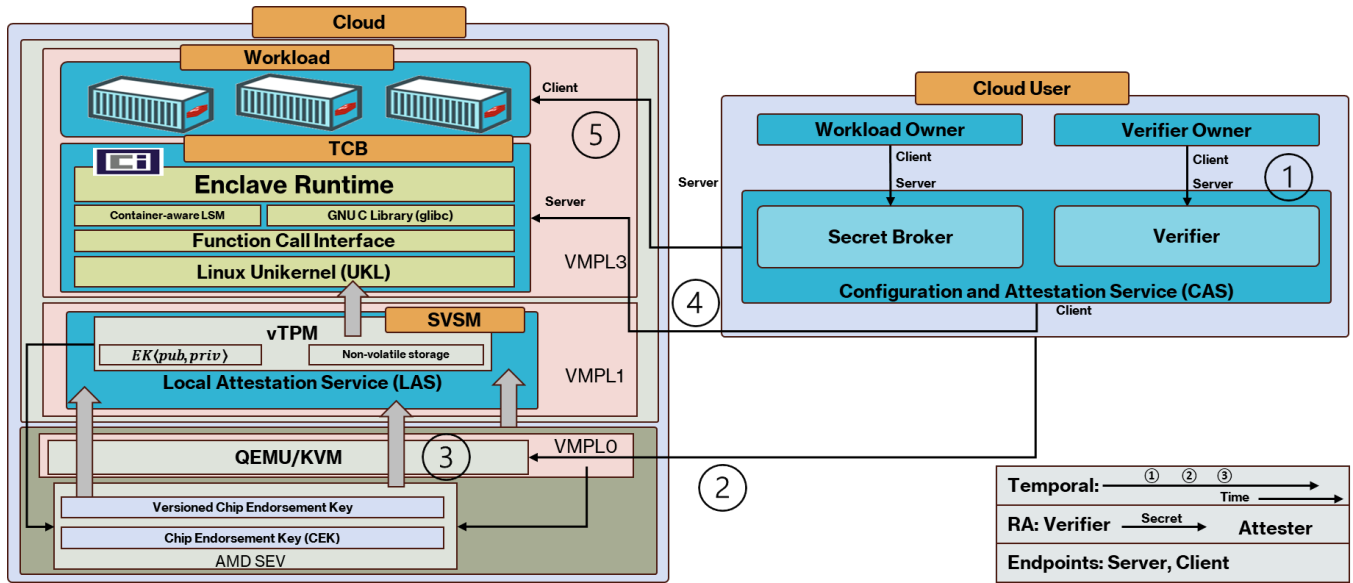 Cloud
Workload
Client
5
TCB
Ci
Enclave Runtime
Container-aware LSM
GNU C Library (glibc)
Server
Function Call Interface
Linux Unikernel (UKL)
VMPL3
SVSM
vTPM
EK⟨pub, priv⟩
Non-volatile storage
Local Attestation Service (LAS)
VMPL1
QEMU/KVM
3
VMPL0
Versioned Chip Endorsement Key
Chip Endorsement Key (CEK)
AMD SEV
Cloud User
Workload Owner
Verifier Owner
Client
Client
1
Server
Server
Server
Secret Broker
Verifier
Configuration and Attestation Service (CAS)
Client
4
2
Temporal: 1 2 3
Time
RA: Verifier Secret Attester
Endpoints: Server, Client